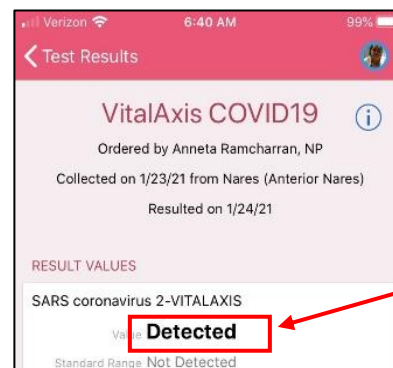 Verizon 6:40 AM 99%
Test Results
VitalAxis COVID19
Ordered by Anneta Ramcharran, NP
Collected on 1/23/21 from Nares (Anterior Nares)
Resulted on 1/24/21
RESULT VALUES
SARS coronavirus 2-VITALAXIS
Value Detected
Standard Range Not Detected